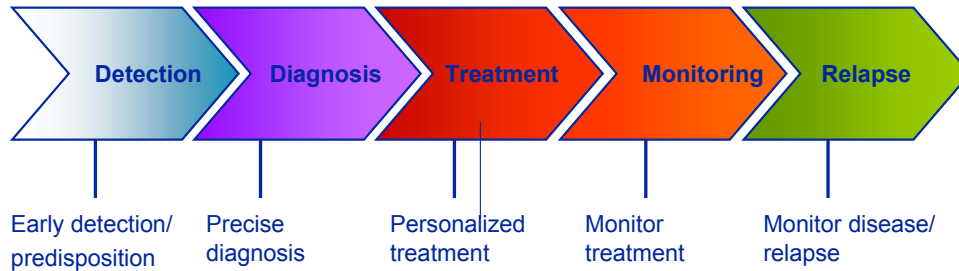 Detection
Diagnosis
Treatment
Monitoring
Relapse
Early detection/
predisposition
Precise
diagnosis
Personalized
treatment
Monitor
treatment
Monitor disease/
relapse